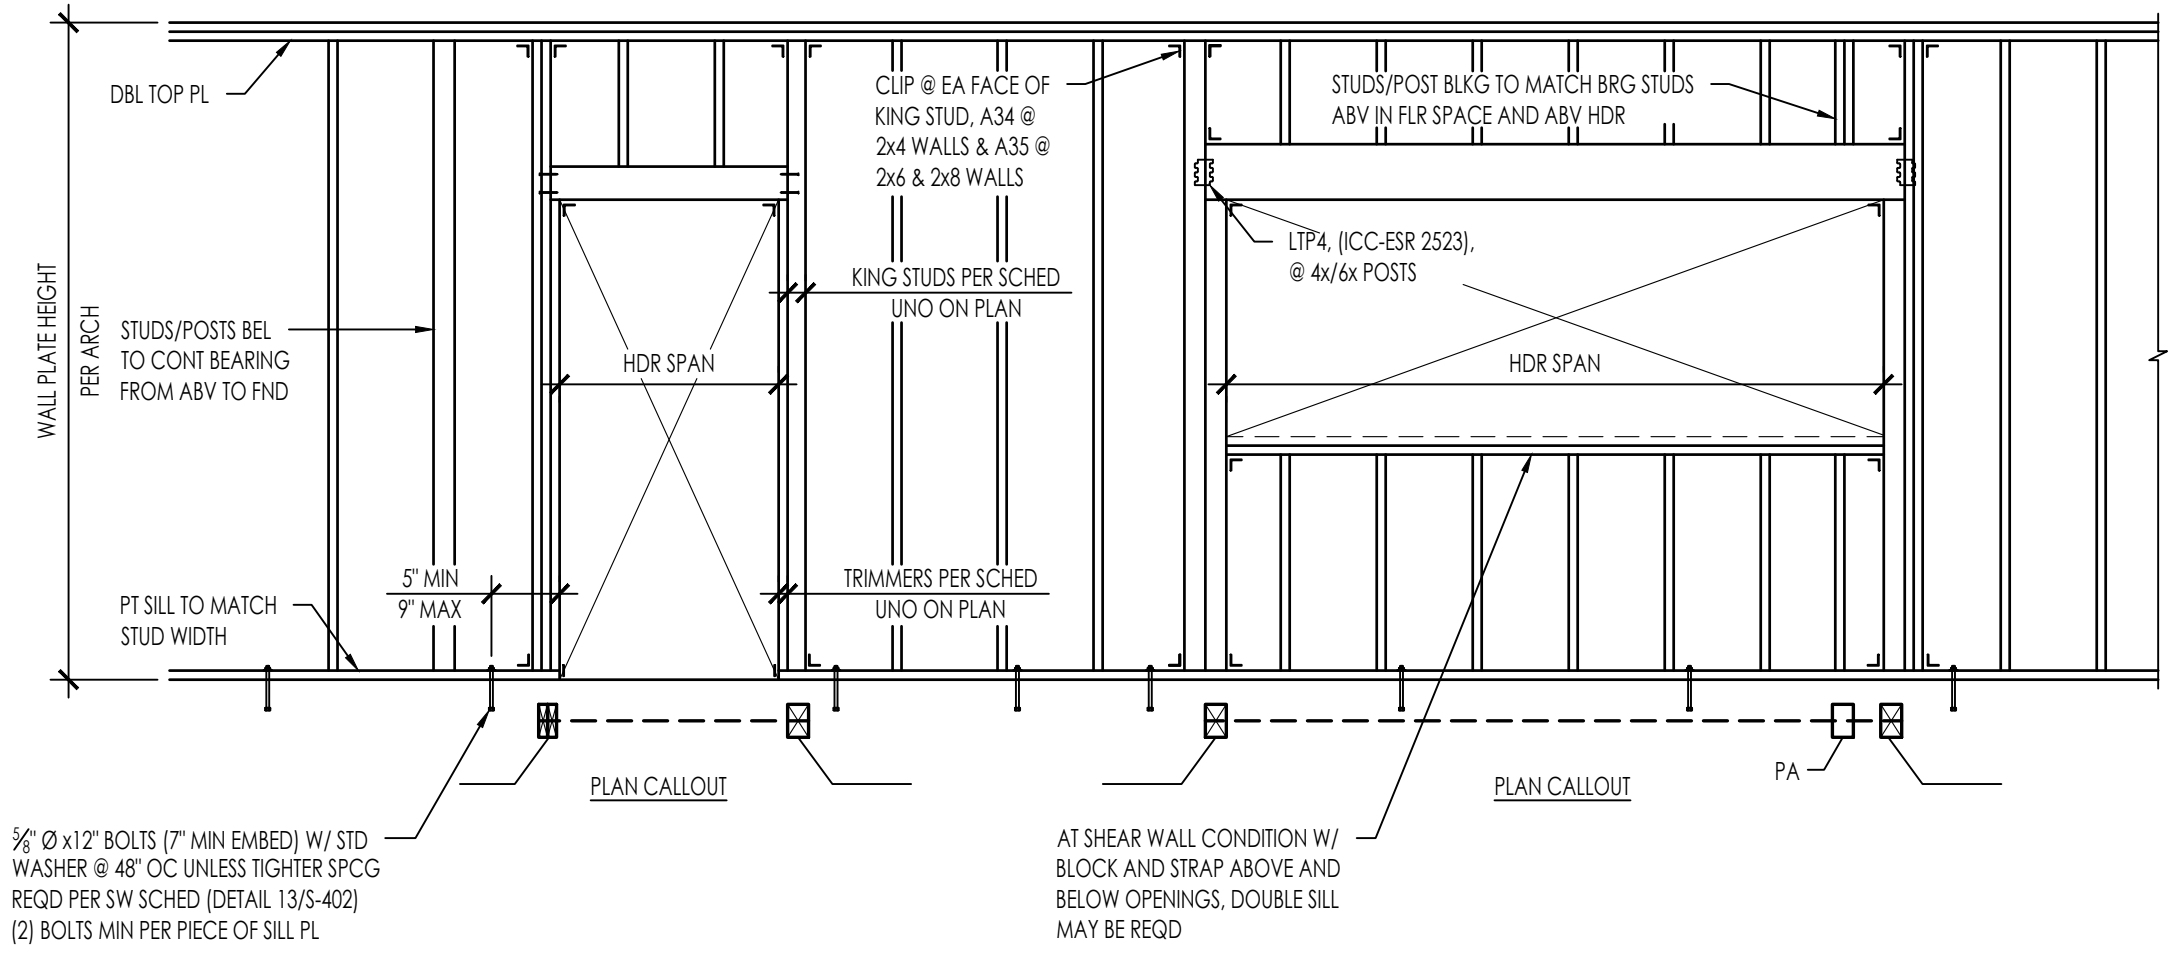 DBL TOP PL
CLIP @ EA FACE OF
KING STUD, A34 @
2x4 WALLS & A35 @
2x6 & 2x8 WALLS
STUDS/POST BLKG TO MATCH BRG STUDS
ABV IN FLR SPACE AND ABV HDR
LTP4, (ICC-ESR 2523),
@ 4x/6x POSTS
WALL PLATE HEIGHT
PER ARCH
KING STUDS PER SCHED
UNO ON PLAN
STUDS/POSTS BEL
TO CONT BEARING
FROM ABV TO FND
HDR SPAN
HDR SPAN
5" MIN
9" MAX
TRIMMERS PER SCHED
UNO ON PLAN
PT SILL TO MATCH
STUD WIDTH
PLAN CALLOUT
PLAN CALLOUT
PA
⅝" Ø x12" BOLTS (7" MIN EMBED) W/ STD
WASHER @ 48" OC UNLESS TIGHTER SPCG
REQD PER SW SCHED (DETAIL 13/S-402)
(2) BOLTS MIN PER PIECE OF SILL PL
AT SHEAR WALL CONDITION W/
BLOCK AND STRAP ABOVE AND
BELOW OPENINGS, DOUBLE SILL
MAY BE REQD